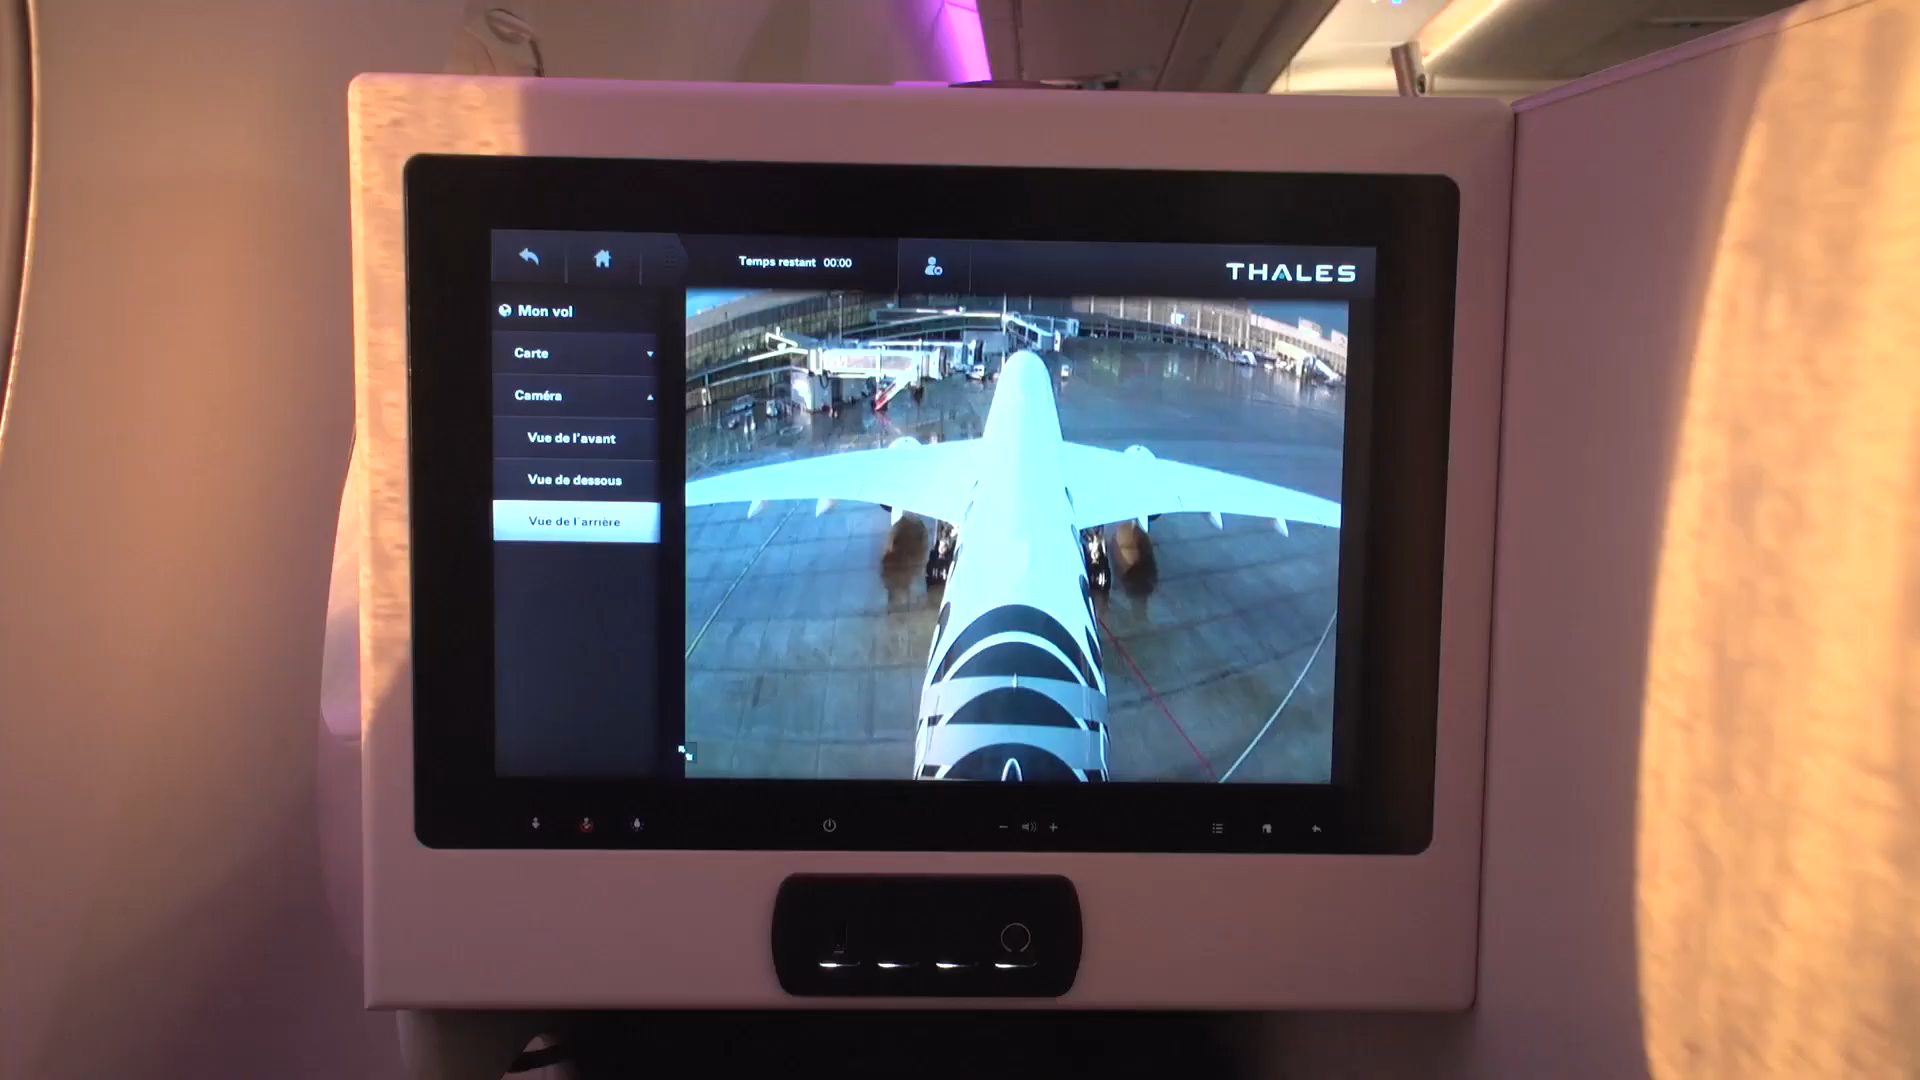 Temps restant 00:00
THALES
Mon vol
Carte
Caméra
Vue de l'avant
Vue de dessous
Vue de l'arrière